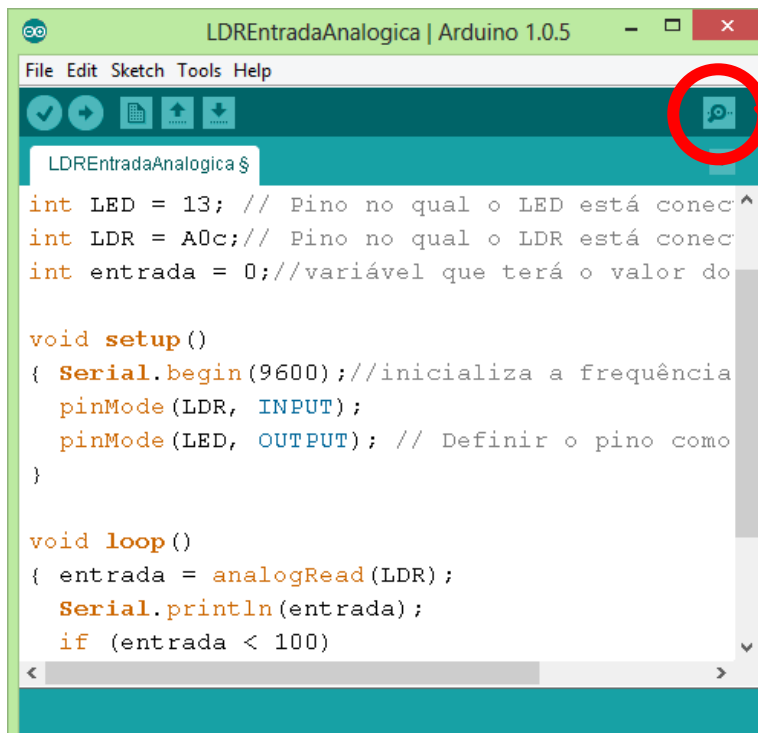 LDREntradaAnalogica | Arduino 1.0.5
File Edit Sketch Tools Help
LDREntradaAnalogica §
int LED = 13; // Pino no qual o LED está conec
int LDR = A0c;// Pino no qual o LDR está conec
int entrada = 0;//variável que terá o valor do
void setup()
{ Serial.begin(9600);//inicializa a frequência
pinMode(LDR, INPUT);
pinMode(LED, OUTPUT); // Definir o pino como
}
void loop()
{ entrada = analogRead(LDR);
Serial.println(entrada);
if (entrada < 100)